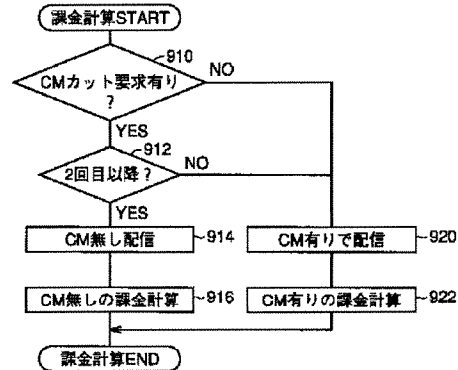 課金計算START
910
CMカット要求有り
?
NO
YES
912
2回目以降?
NO
YES
CM無し配信
914
CM有りで配信
920
CM無しの課金計算
916
CM有りの課金計算
922
課金計算END